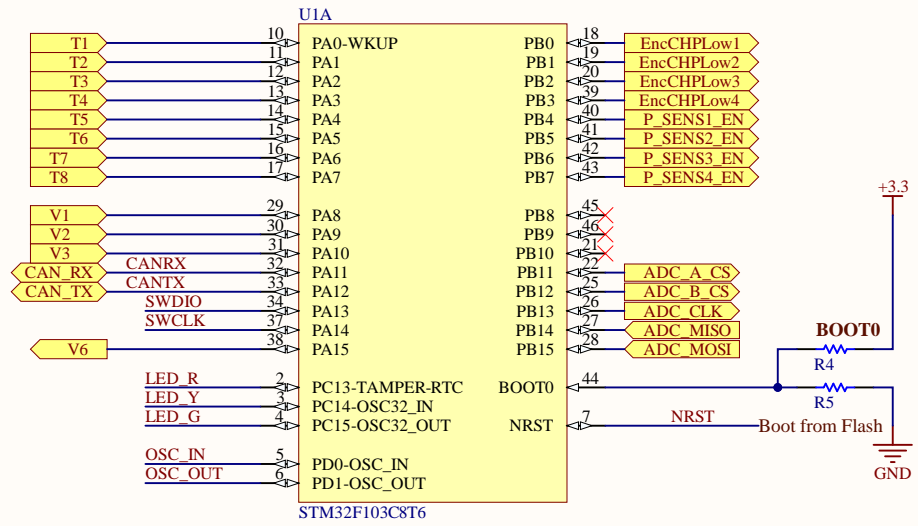 U1A
T1 10 PA0-WKUP PB0 18 EncCHPLow1
T2 11 PA1 PB1 19 EncCHPLow2
T3 12 PA2 PB2 20 EncCHPLow3
T4 13 PA3 PB3 39 EncCHPLow4
T5 14 PA4 PB4 40 P_SENS1_EN
T6 15 PA5 PB5 41 P_SENS2_EN
T7 16 PA6 PB6 42 P_SENS3_EN
T8 17 PA7 PB7 43 P_SENS4_EN
+3.3
V1 29 PA8 PB8 45
V2 30 PA9 PB9 46
V3 31 PA10 PB10 21
CAN_RX CANRX 32 PA11 PB11 22 ADC_A_CS
CAN_TX CANTX 33 PA12 PB12 25 ADC_B_CS
SWDIO 34 PA13 PB13 26 ADC_CLK
SWCLK 37 PA14 PB14 27 ADC_MISO
V6 38 PA15 PB15 28 ADC_MOSI
BOOT0
R4
LED_R 2 PC13-TAMPER-RTC BOOT0 44
LED_Y 3 PC14-OSC32_IN
R5
LED_G 4 PC15-OSC32_OUT NRST 7 NRST Boot from Flash
OSC_IN 5 PD0-OSC_IN
OSC_OUT 6 PD1-OSC_OUT
GND
STM32F103C8T6